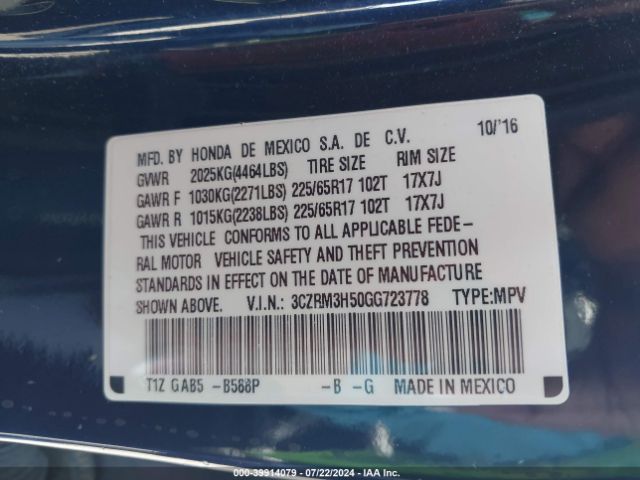 MFD. BY HONDA DE MEXICO S.A. DE C.V. 10/'16
GVWR 2025KG(4464LBS) TIRE SIZE RIM SIZE
GAWR F 1030KG(2271LBS) 225/65R17 102T 17X7J
GAWR R 1015KG(2238LBS) 225/65R17 102T 17X7J
THIS VEHICLE CONFORMS TO ALL APPLICABLE FEDE-
RAL MOTOR VEHICLE SAFETY AND THEFT PREVENTION
STANDARDS IN EFFECT ON THE DATE OF MANUFACTURE
SHOWN ABOVE. V.I.N.: 3CZRM3H50GG723778 TYPE:MPV
T1Z GAB5 -B588P -B -G MADE IN MEXICO
000-39914079 - 07/22/2024 - IAA Inc.